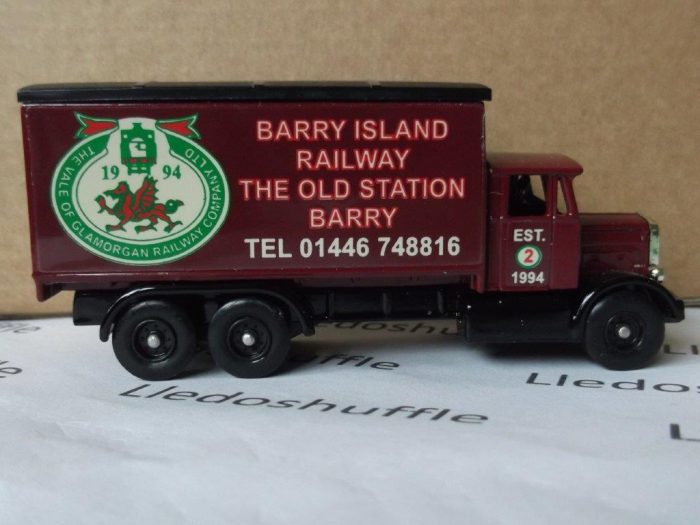 THE VALE OF GLAMORGAN RAILWAY COMPANY LTD
19 94
BARRY ISLAND
RAILWAY
THE OLD STATION
BARRY
TEL 01446 748816
EST.
2
1994
Lledoshuffle
Lledoshuffle